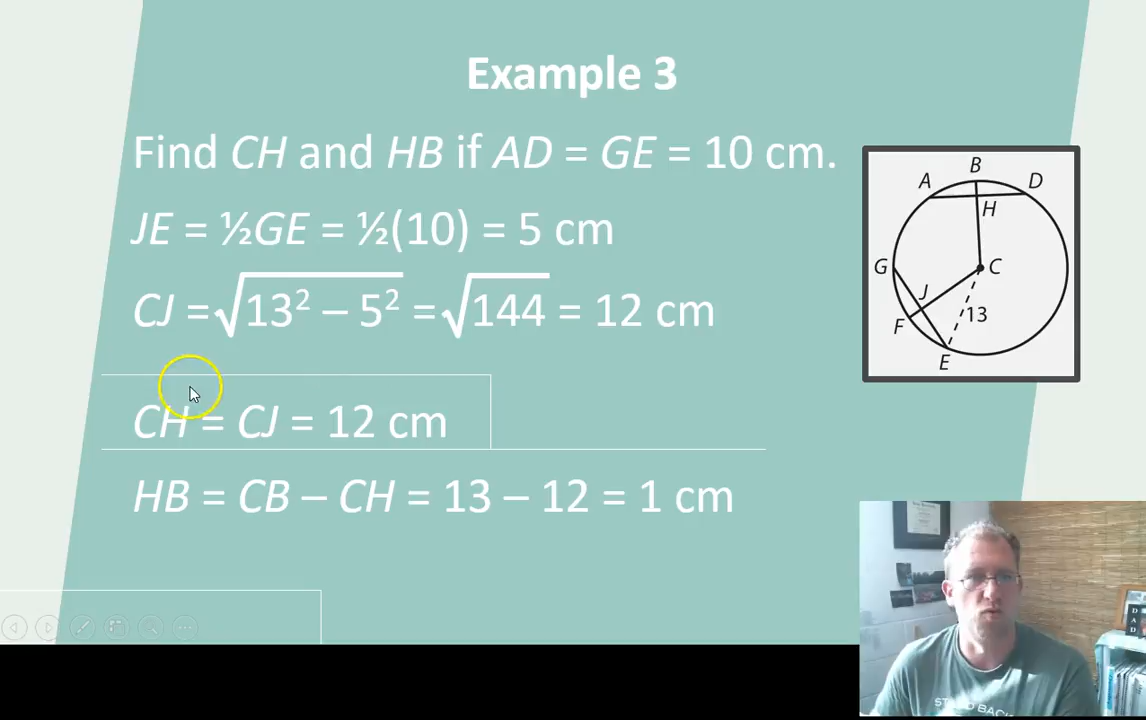 Example 3
Find CH and HB if AD = GE = 10 cm.
JE = ½GE = ½(10) = 5 cm
CJ = √13² – 5² = √144 = 12 cm
CH = CJ = 12 cm
HB = CB – CH = 13 – 12 = 1 cm
B
A
D
H
G
C
J
F
13
E
DAD